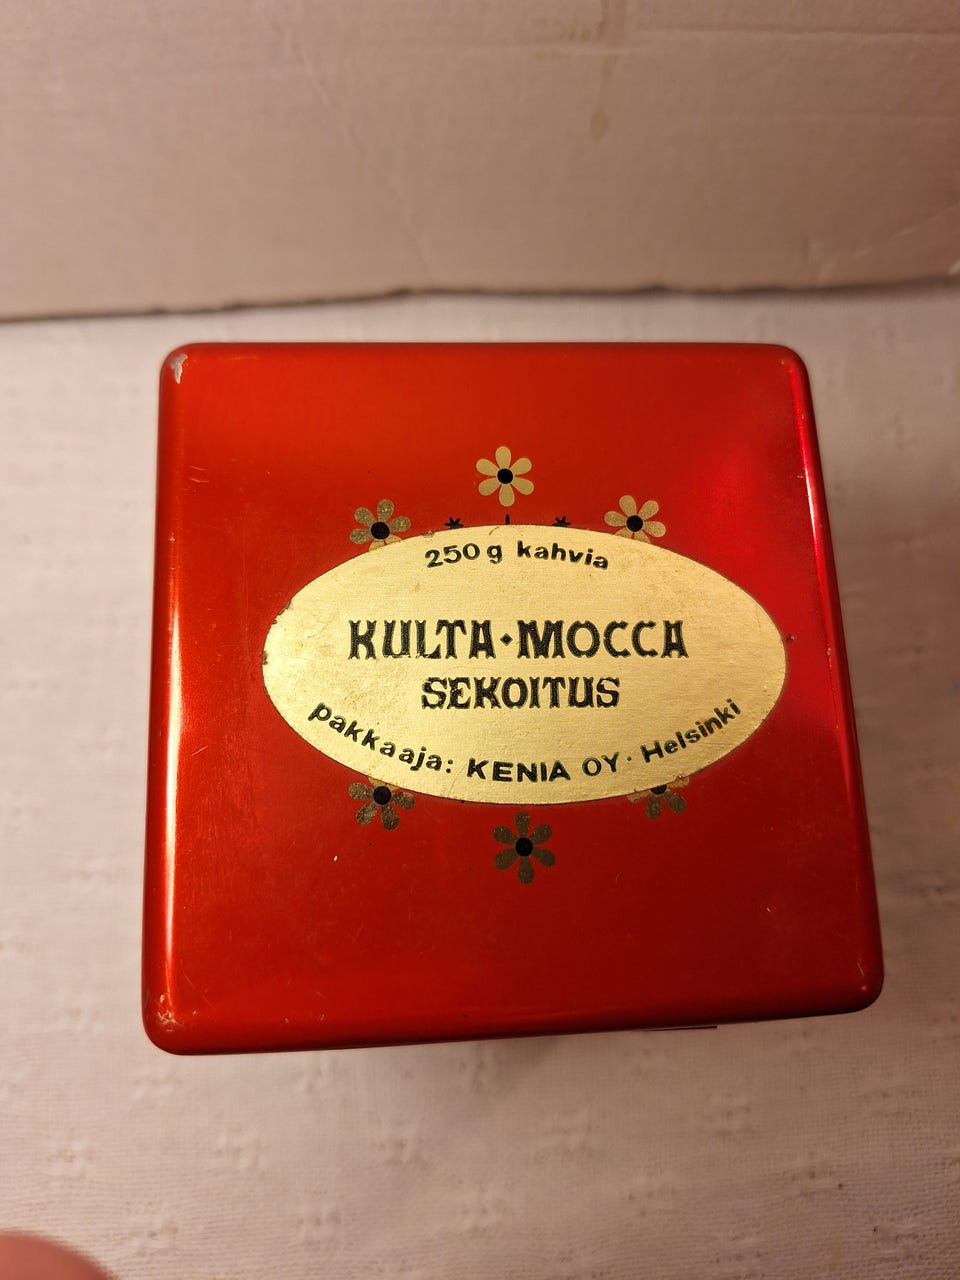 250 g kahvia
KULTA·MOCCA
SEKOITUS
pakkaaja: KENIA OY · Helsinki